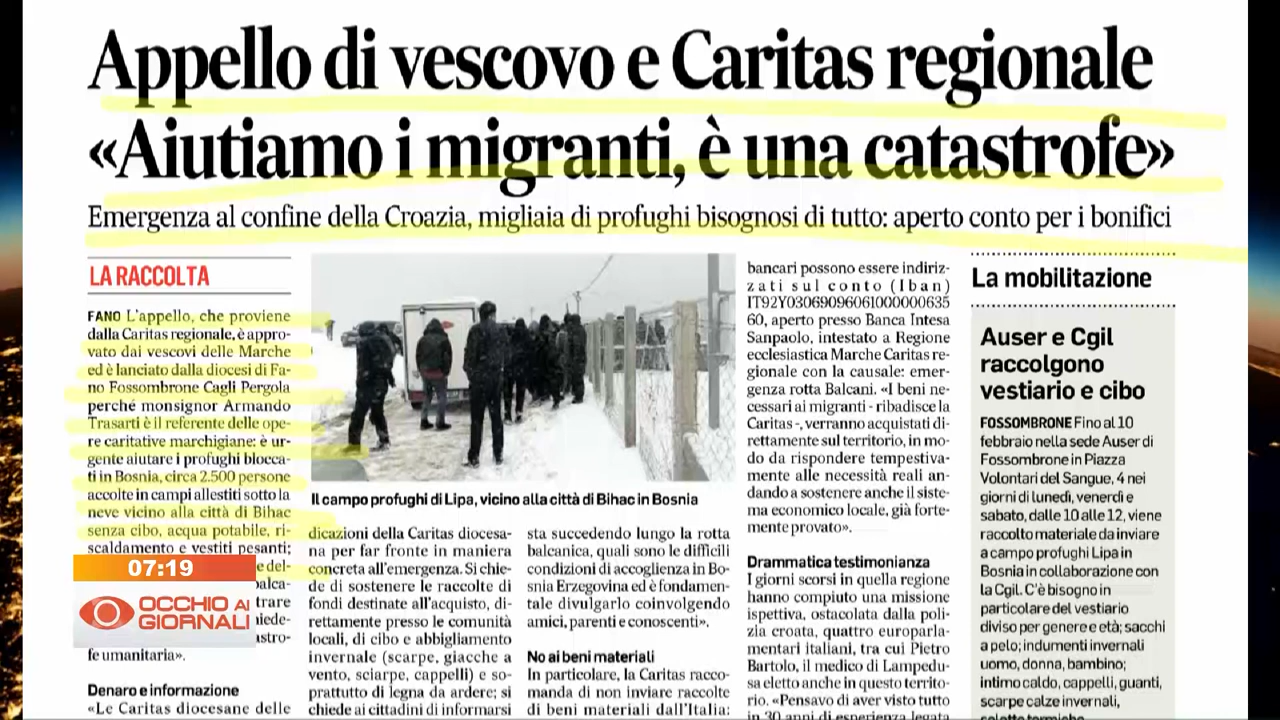 Appello di vescovo e Caritas regionale
«Aiutiamo i migranti, è una catastrofe»
Emergenza al confine della Croazia, migliaia di profughi bisognosi di tutto: aperto conto per i bonifici
LA RACCOLTA
FANO L'appello, che proviene
dalla Caritas regionale, è appro-
vato dai vescovi delle Marche
ed è lanciato dalla diocesi di Fa-
no Fossombrone Cagli Pergola
perché monsignor Armando
Trasarti è il referente delle ope-
re caritative marchigiane: è ur-
gente aiutare i profughi blocca-
ti in Bosnia, circa 2.500 persone
accolte in campi allestiti sotto la
neve vicino alla città di Bihac
senza cibo, acqua potabile, ri-
scaldamento e vestiti pesanti;
e del-
alca-
trare
iede-
astro-
fe umanitaria».
Denaro e informazione
«Le Caritas diocesane delle
07:19
OCCHIO AI
GIORNALI
Il campo profughi di Lipa, vicino alla città di Bihac in Bosnia
dicazioni della Caritas diocesa-
na per far fronte in maniera
concreta all'emergenza. Si chie-
de di sostenere le raccolte di
fondi destinate all'acquisto, di-
rettamente presso le comunità
locali, di cibo e abbigliamento
invernale (scarpe, giacche a
vento, sciarpe, cappelli) e so-
prattutto di legna da ardere; si
chiede ai cittadini di informarsi
sta succedendo lungo la rotta
balcanica, quali sono le difficili
condizioni di accoglienza in Bo-
snia Erzegovina ed è fondamen-
tale divulgarlo coinvolgendo
amici, parenti e conoscenti».
No ai beni materiali
In particolare, la Caritas racco-
manda di non inviare raccolte
di beni materiali dall'Italia:
bancari possono essere indiriz-
zati sul conto (Iban)
IT92Y03069096061000000635
60, aperto presso Banca Intesa
Sanpaolo, intestato a Regione
ecclesiastica Marche Caritas re-
gionale con la causale: emer-
genza rotta Balcani. «I beni ne-
cessari ai migranti - ribadisce la
Caritas -, verranno acquistati di-
rettamente sul territorio, in mo-
do da rispondere tempestiva-
mente alle necessità reali an-
dando a sostenere anche il siste-
ma economico locale, già forte-
mente provato».
Drammatica testimonianza
I giorni scorsi in quella regione
hanno compiuto una missione
ispettiva, ostacolata dalla poli-
zia croata, quattro europarla-
mentari italiani, tra cui Pietro
Bartolo, il medico di Lampedu-
sa eletto anche in questo territo-
rio. «Pensavo di aver visto tutto
in 30 anni di esperienza legata
La mobilitazione
Auser e Cgil
raccolgono
vestiario e cibo
FOSSOMBRONE Fino al 10
febbraio nella sede Auser di
Fossombrone in Piazza
Volontari del Sangue, 4 nei
giorni di lunedì, venerdì e
sabato, dalle 10 alle 12, viene
raccolto materiale da inviare
a campo profughi Lipa in
Bosnia in collaborazione con
la Cgil. C'è bisogno in
particolare del vestiario
diviso per genere e età; sacchi
a pelo; indumenti invernali
uomo, donna, bambino;
intimo caldo, cappelli, guanti,
scarpe calze invernali,